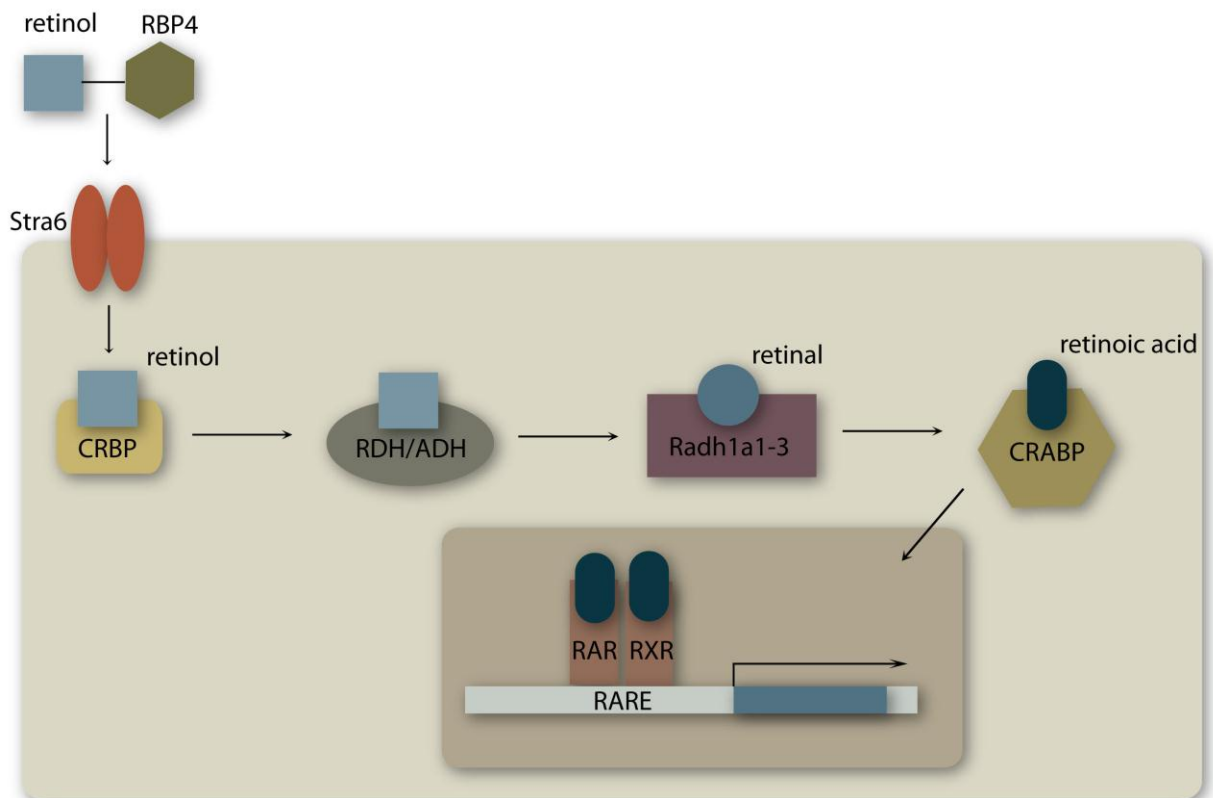 retinol
RBP4
Stra6
retinol
retinal
retinoic acid
CRBP
RDH/ADH
Radh1a1-3
CRABP
RAR
RXR
RARE